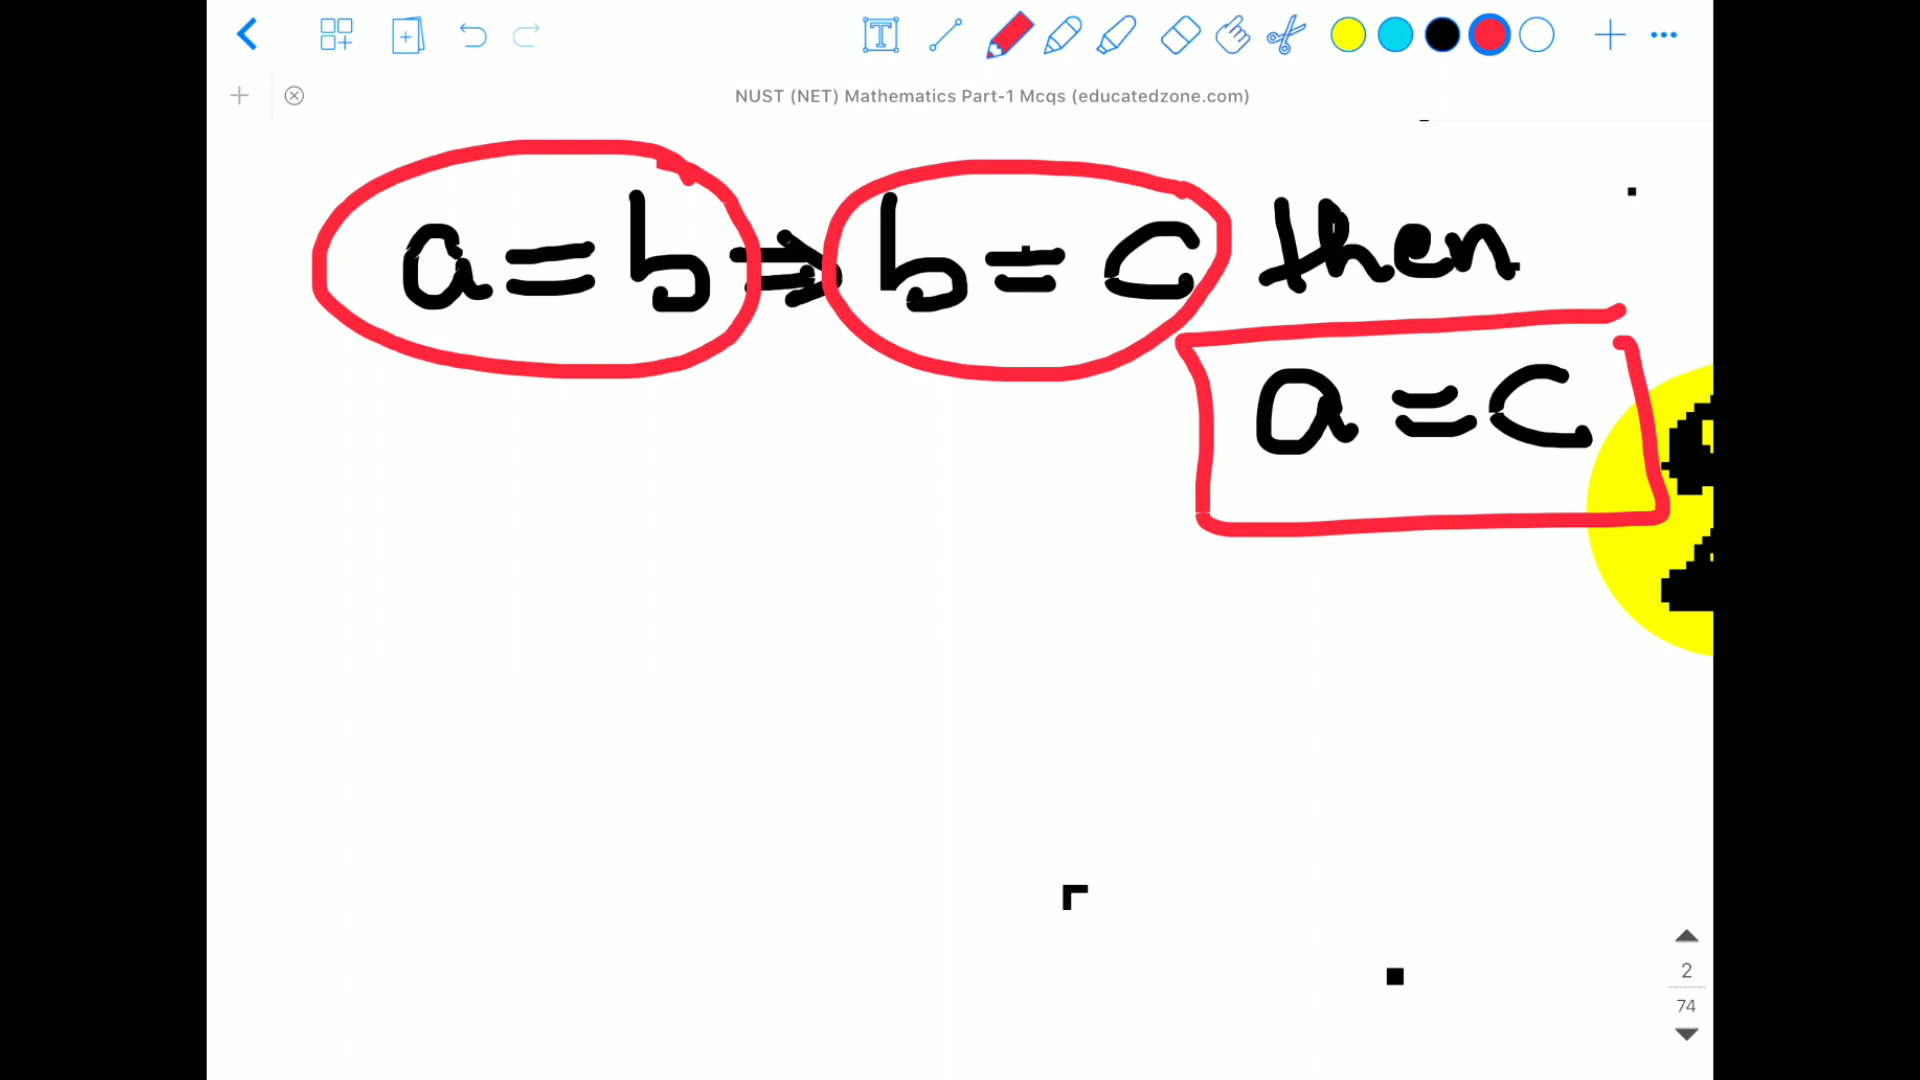 NUST (NET) Mathematics Part-1 Mcqs (educatedzone.com)
a = b ⇒ b = c then
a = c
2
74